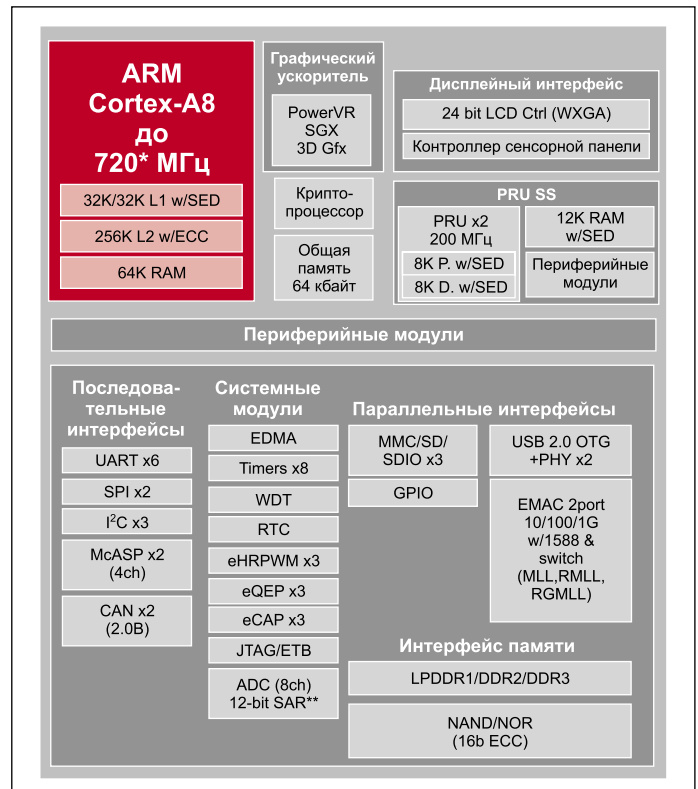 ARM
Cortex-A8
до
720* МГц
32K/32K L1 w/SED
256K L2 w/ECC
64K RAM
Графический
ускоритель
PowerVR
SGX
3D Gfx
Крипто-
процессор
Общая
память
64 кбайт
Дисплейный интерфейс
24 bit LCD Ctrl (WXGA)
Контроллер сенсорной панели
PRU SS
PRU x2
200 МГц
8K P. w/SED
8K D. w/SED
12K RAM
w/SED
Периферийные
модули
Периферийные модули
Последова-
тельные
интерфейсы
UART x6
SPI x2
I²C x3
McASP x2
(4ch)
CAN x2
(2.0B)
Системные
модули
EDMA
Timers x8
WDT
RTC
eHRPWM x3
eQEP x3
eCAP x3
JTAG/ETB
ADC (8ch)
12-bit SAR**
Параллельные интерфейсы
MMC/SD/
SDIO x3
GPIO
USB 2.0 OTG
+PHY x2
EMAC 2port
10/100/1G
w/1588 &
switch
(MLL,RMLL,
RGMLL)
Интерфейс памяти
LPDDR1/DDR2/DDR3
NAND/NOR
(16b ECC)